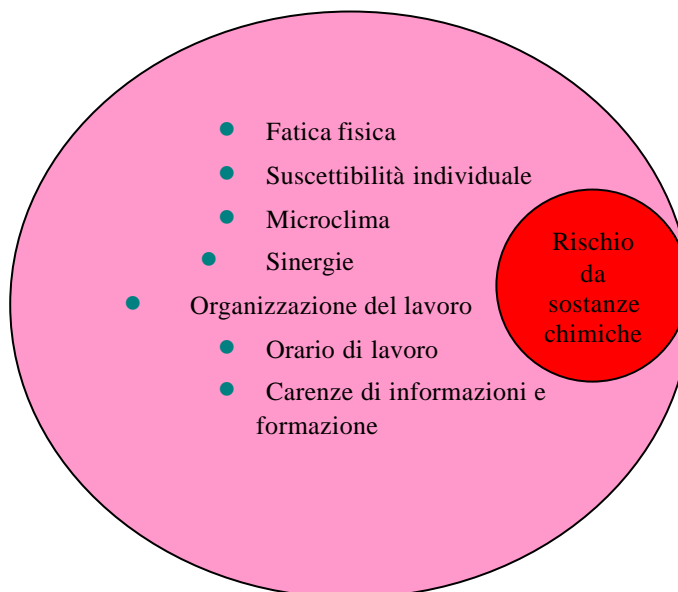 • Fatica fisica
• Suscettibilità individuale
• Microclima
• Sinergie
• Organizzazione del lavoro
• Orario di lavoro
• Carenze di informazioni e
formazione
Rischio
da
sostanze
chimiche